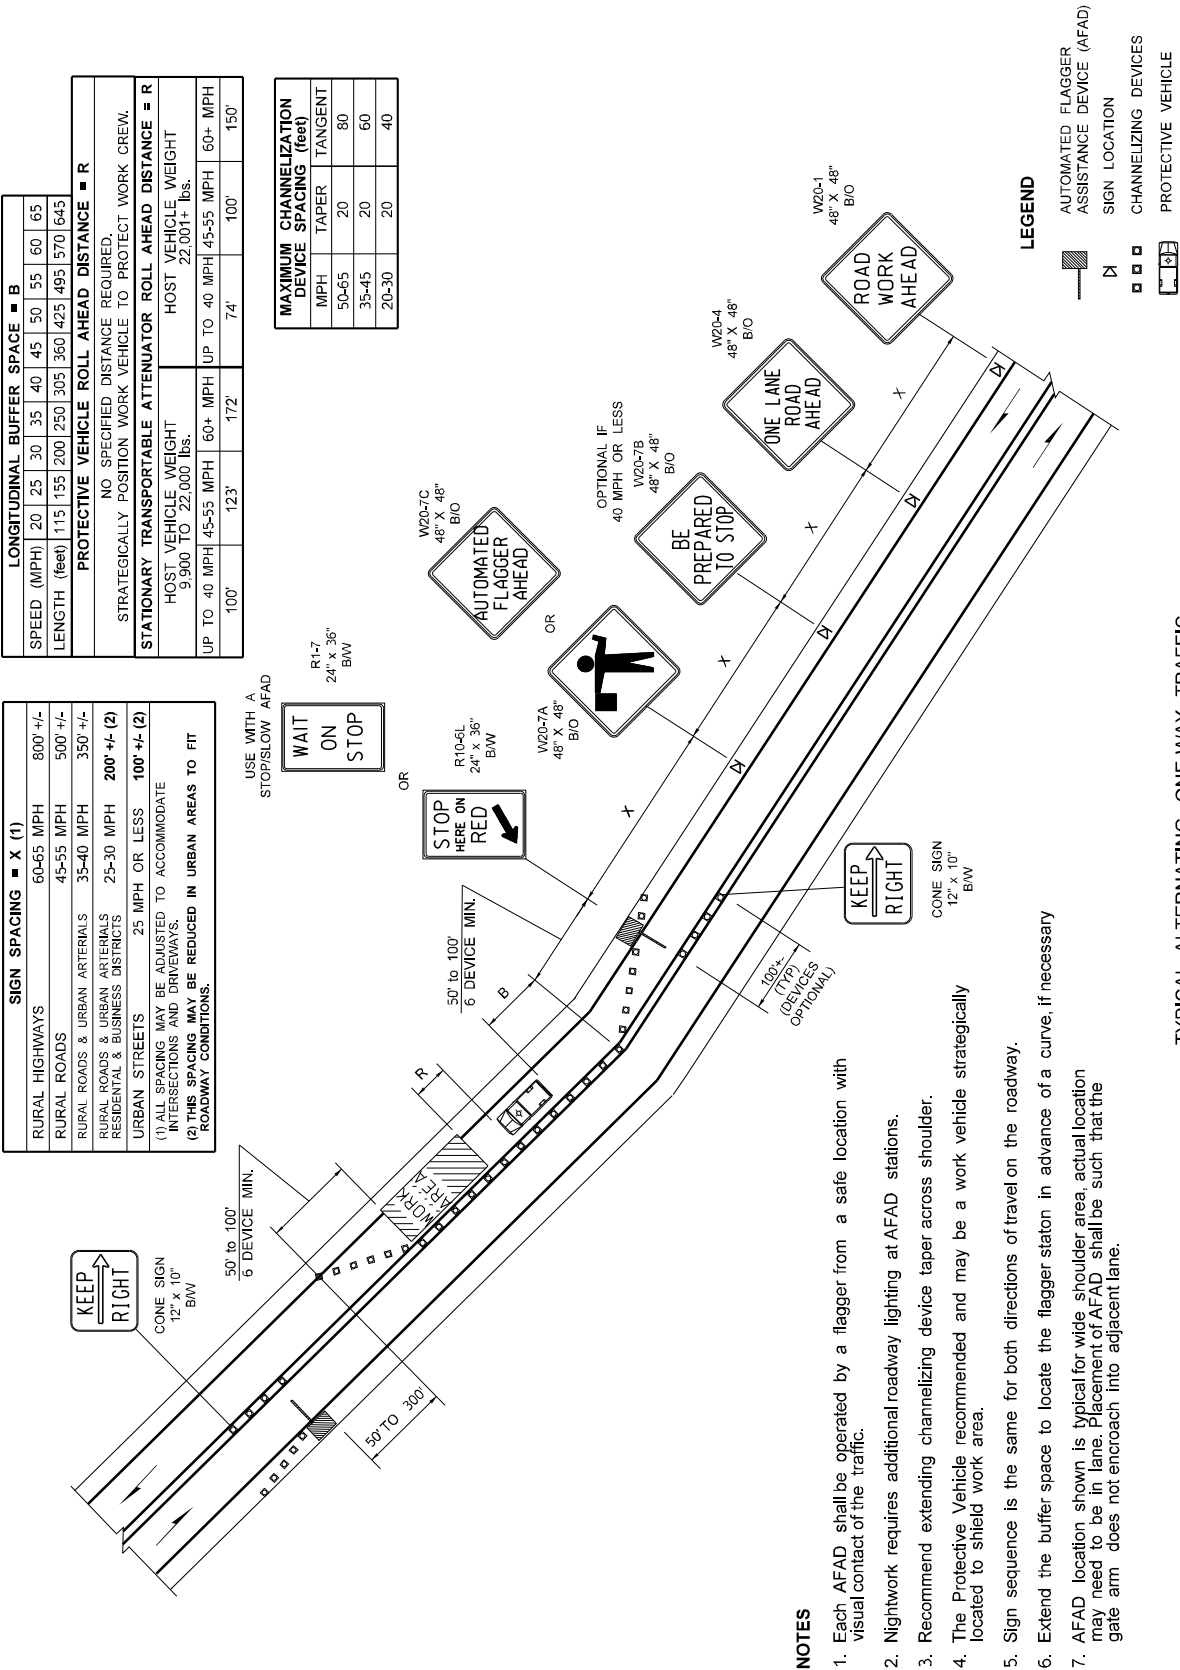 SIGN SPACING = X (1)
RURAL HIGHWAYS 60-65 MPH 800' +/-
RURAL ROADS 45-55 MPH 500' +/-
RURAL ROADS & URBAN ARTERIALS 35-40 MPH 350' +/-
RURAL ROADS & URBAN ARTERIALS
RESIDENTIAL & BUSINESS DISTRICTS 25-30 MPH 200' +/- (2)
URBAN STREETS 25 MPH OR LESS 100' +/- (2)
(1) ALL SPACING MAY BE ADJUSTED TO ACCOMMODATE
INTERSECTIONS AND DRIVEWAYS.
(2) THIS SPACING MAY BE REDUCED IN URBAN AREAS TO FIT
ROADWAY CONDITIONS.
LONGITUDINAL BUFFER SPACE = B
SPEED (MPH) 20 25 30 35 40 45 50 55 60 65
LENGTH (feet) 115 155 200 250 305 360 425 495 570 645
PROTECTIVE VEHICLE ROLL AHEAD DISTANCE = R
NO SPECIFIED DISTANCE REQUIRED.
STRATEGICALLY POSITION WORK VEHICLE TO PROTECT WORK CREW.
STATIONARY TRANSPORTABLE ATTENUATOR ROLL AHEAD DISTANCE = R
HOST VEHICLE WEIGHT
9,900 TO 22,000 lbs.
HOST VEHICLE WEIGHT
22,001+ lbs.
UP TO 40 MPH 45-55 MPH 60+ MPH UP TO 40 MPH 45-55 MPH 60+ MPH
100' 123' 172' 74' 100' 150'
MAXIMUM CHANNELIZATION
DEVICE SPACING (feet)
MPH TAPER TANGENT
50-65 20 80
35-45 20 60
20-30 20 40
KEEP
RIGHT
CONE SIGN
12" x 10"
B/W
50' to 100'
6 DEVICE MIN.
50' TO 300'
WORK
AREA
R
B
50' to 100'
6 DEVICE MIN.
USE WITH A
STOP/SLOW AFAD
WAIT
ON
STOP
R1-7
24" x 36"
B/W
OR
STOP
HERE ON
RED
R10-6L
24" x 36"
B/W
X
W20-7A
48" X 48"
B/O
OR
AUTOMATED
FLAGGER
AHEAD
W20-7C
48" X 48"
B/O
X
BE
PREPARED
TO STOP
OPTIONAL IF
40 MPH OR LESS
W20-7B
48" X 48"
B/O
X
ONE LANE
ROAD
AHEAD
W20-4
48" X 48"
B/O
X
ROAD
WORK
AHEAD
W20-1
48" X 48"
B/O
100'+-
(TYP)
(DEVICES
OPTIONAL)
KEEP
RIGHT
CONE SIGN
12" x 10"
B/W
LEGEND
AUTOMATED FLAGGER
ASSISTANCE DEVICE (AFAD)
SIGN LOCATION
CHANNELIZING DEVICES
PROTECTIVE VEHICLE
NOTES
1. Each AFAD shall be operated by a flagger from a safe location with
visual contact of the traffic.
2. Nightwork requires additional roadway lighting at AFAD stations.
3. Recommend extending channelizing device taper across shoulder.
4. The Protective Vehicle recommended and may be a work vehicle strategically
located to shield work area.
5. Sign sequence is the same for both directions of travel on the roadway.
6. Extend the buffer space to locate the flagger staton in advance of a curve, if necessary
7. AFAD location shown is typical for wide shoulder area, actual location
may need to be in lane. Placement of AFAD shall be such that the
gate arm does not encroach into adjacent lane.
TYPICAL ALTERNATING ONE-WAY TRAFFIC